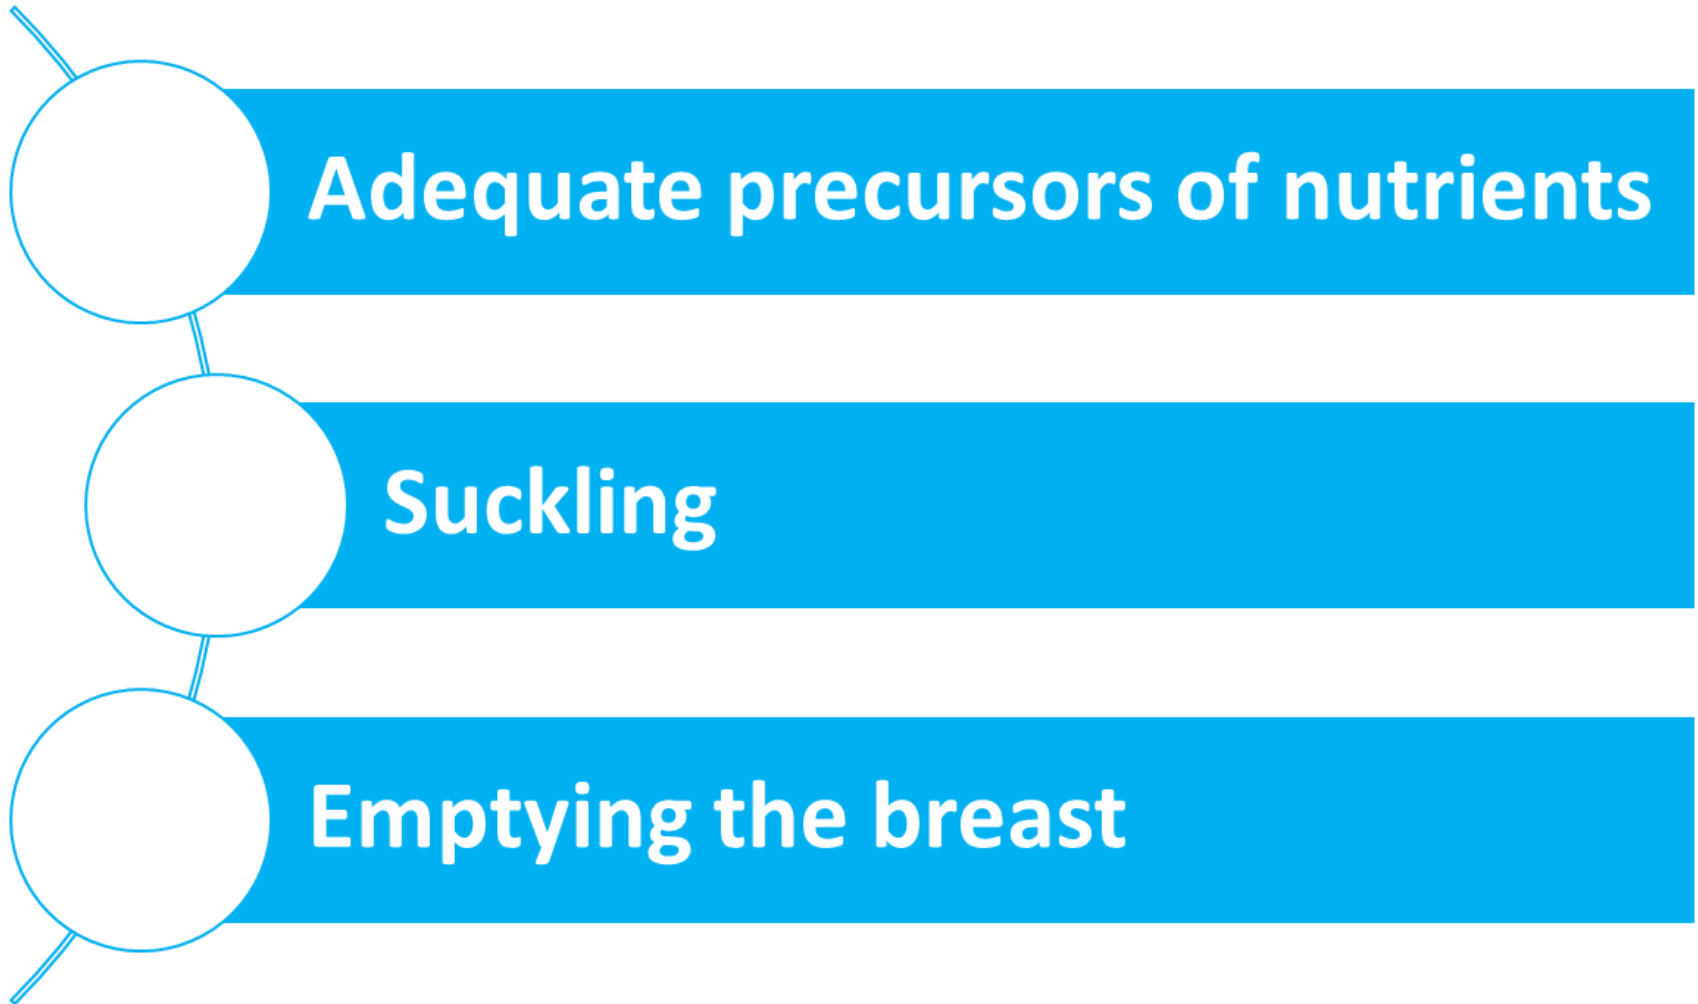 Adequate precursors of nutrients
Suckling
Emptying the breast